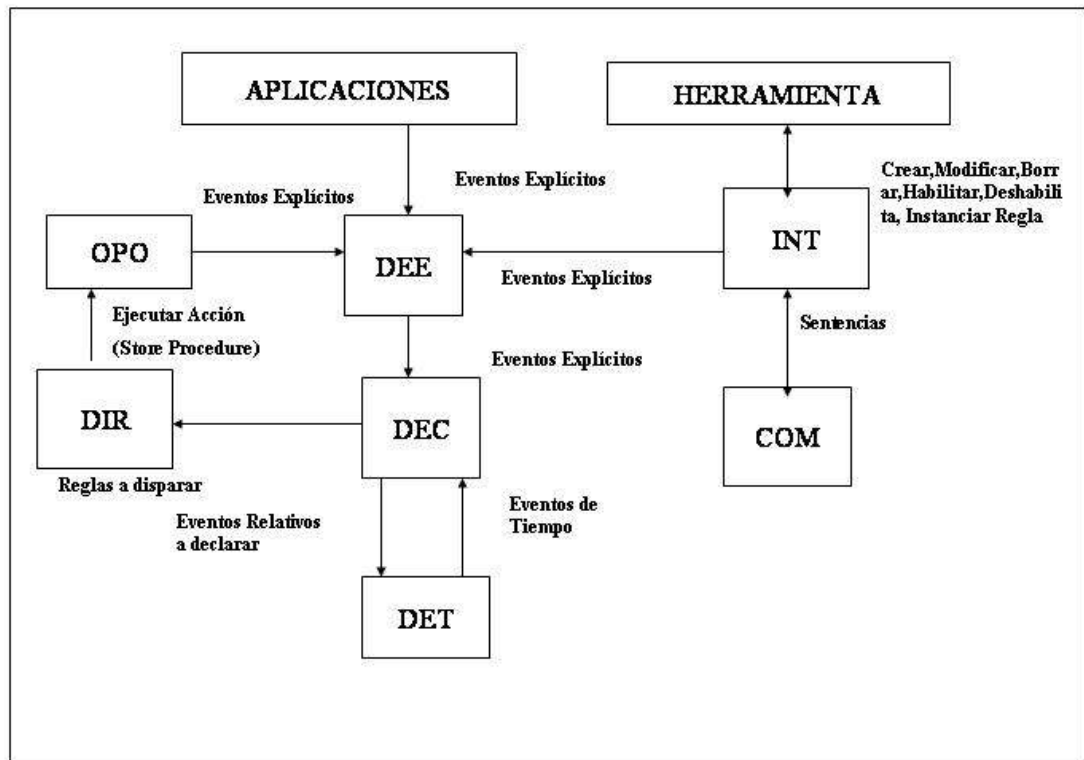 APLICACIONES
HERRAMIENTA
Eventos Explícitos
Eventos Explícitos
Crear,Modificar,Borr
ar,Habilitar,Deshabili
ta, Instanciar Regla
OPO
DEE
INT
Eventos Explícitos
Ejecutar Acción
(Store Procedure)
Sentencias
Eventos Explícitos
DIR
DEC
COM
Reglas a disparar
Eventos Relativos
a declarar
Eventos de
Tiempo
DET